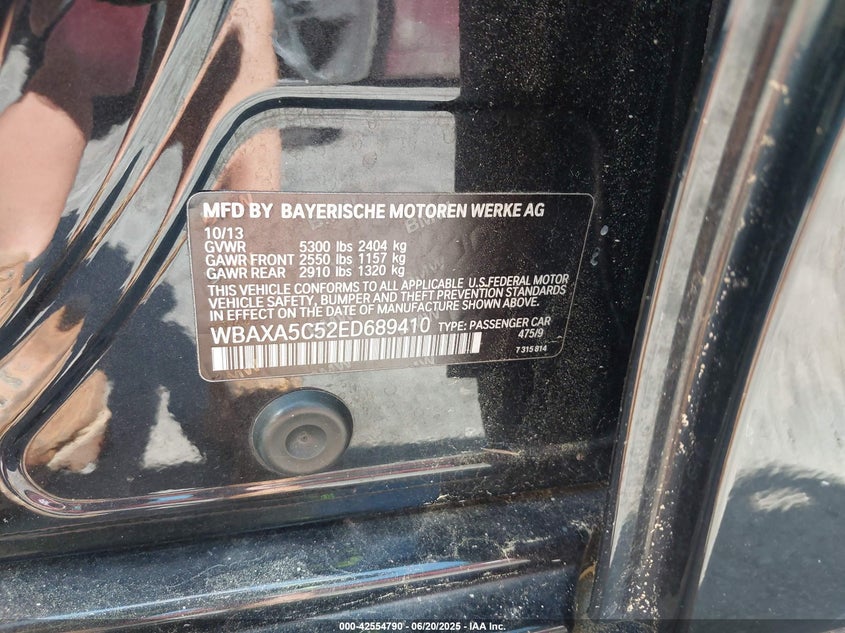 MFD BY BAYERISCHE MOTOREN WERKE AG
10/13
GVWR 5300 lbs 2404 kg
GAWR FRONT 2550 lbs 1157 kg
GAWR REAR 2910 lbs 1320 kg
THIS VEHICLE CONFORMS TO ALL APPLICABLE U.S.FEDERAL MOTOR
VEHICLE SAFETY, BUMPER AND THEFT PREVENTION STANDARDS
IN EFFECT ON THE DATE OF MANUFACTURE SHOWN ABOVE.
WBAXA5C52ED689410 TYPE: PASSENGER CAR
475/9
7 315 814
000-42554790 - 06/20/2025 - IAA Inc.